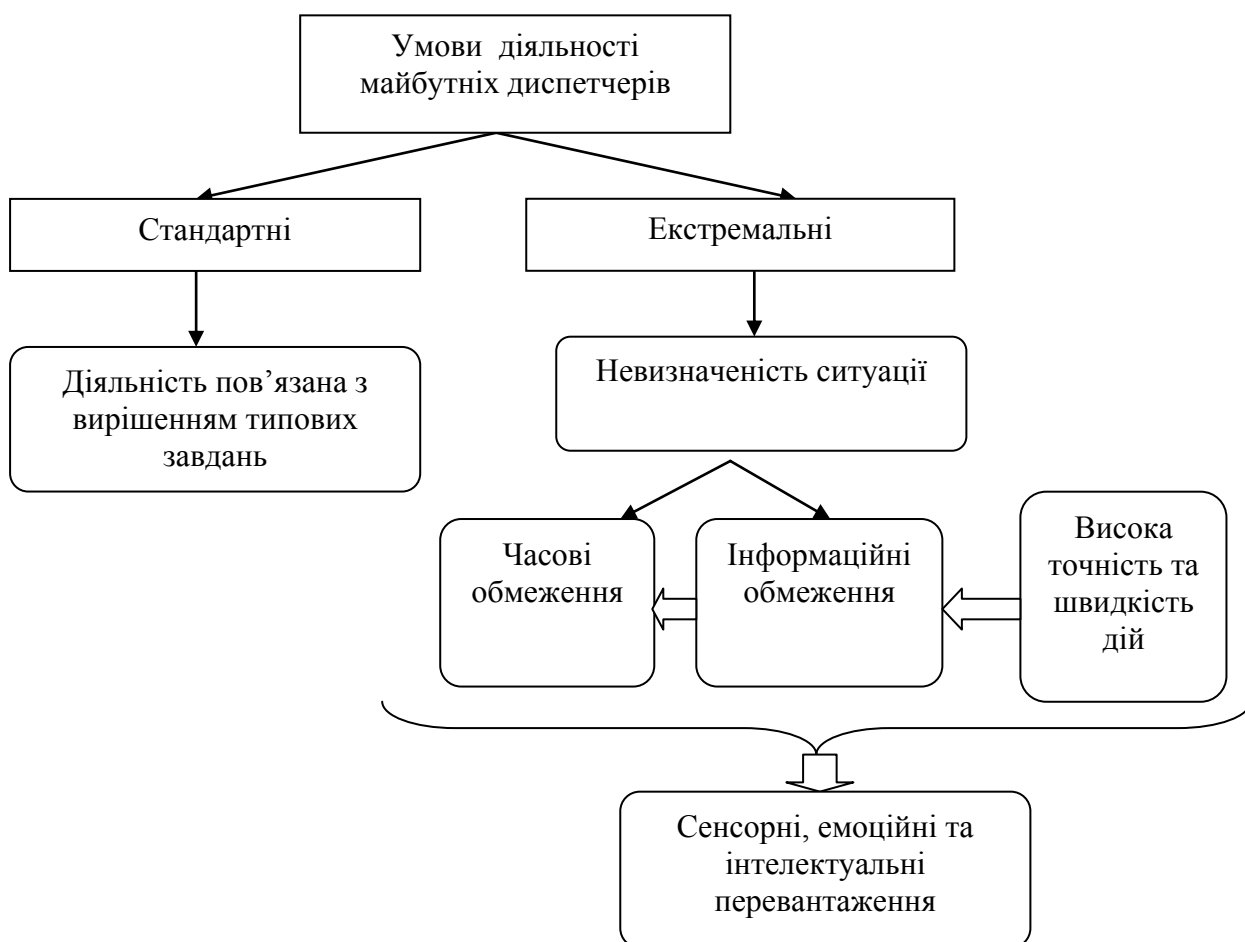 Умови діяльності
майбутніх диспетчерів
Стандартні
Екстремальні
Діяльність пов’язана з
вирішенням типових
завдань
Невизначеність ситуації
Часові
обмеження
Інформаційні
обмеження
Висока
точність та
швидкість
дій
Сенсорні, емоційні та
інтелектуальні
перевантаження